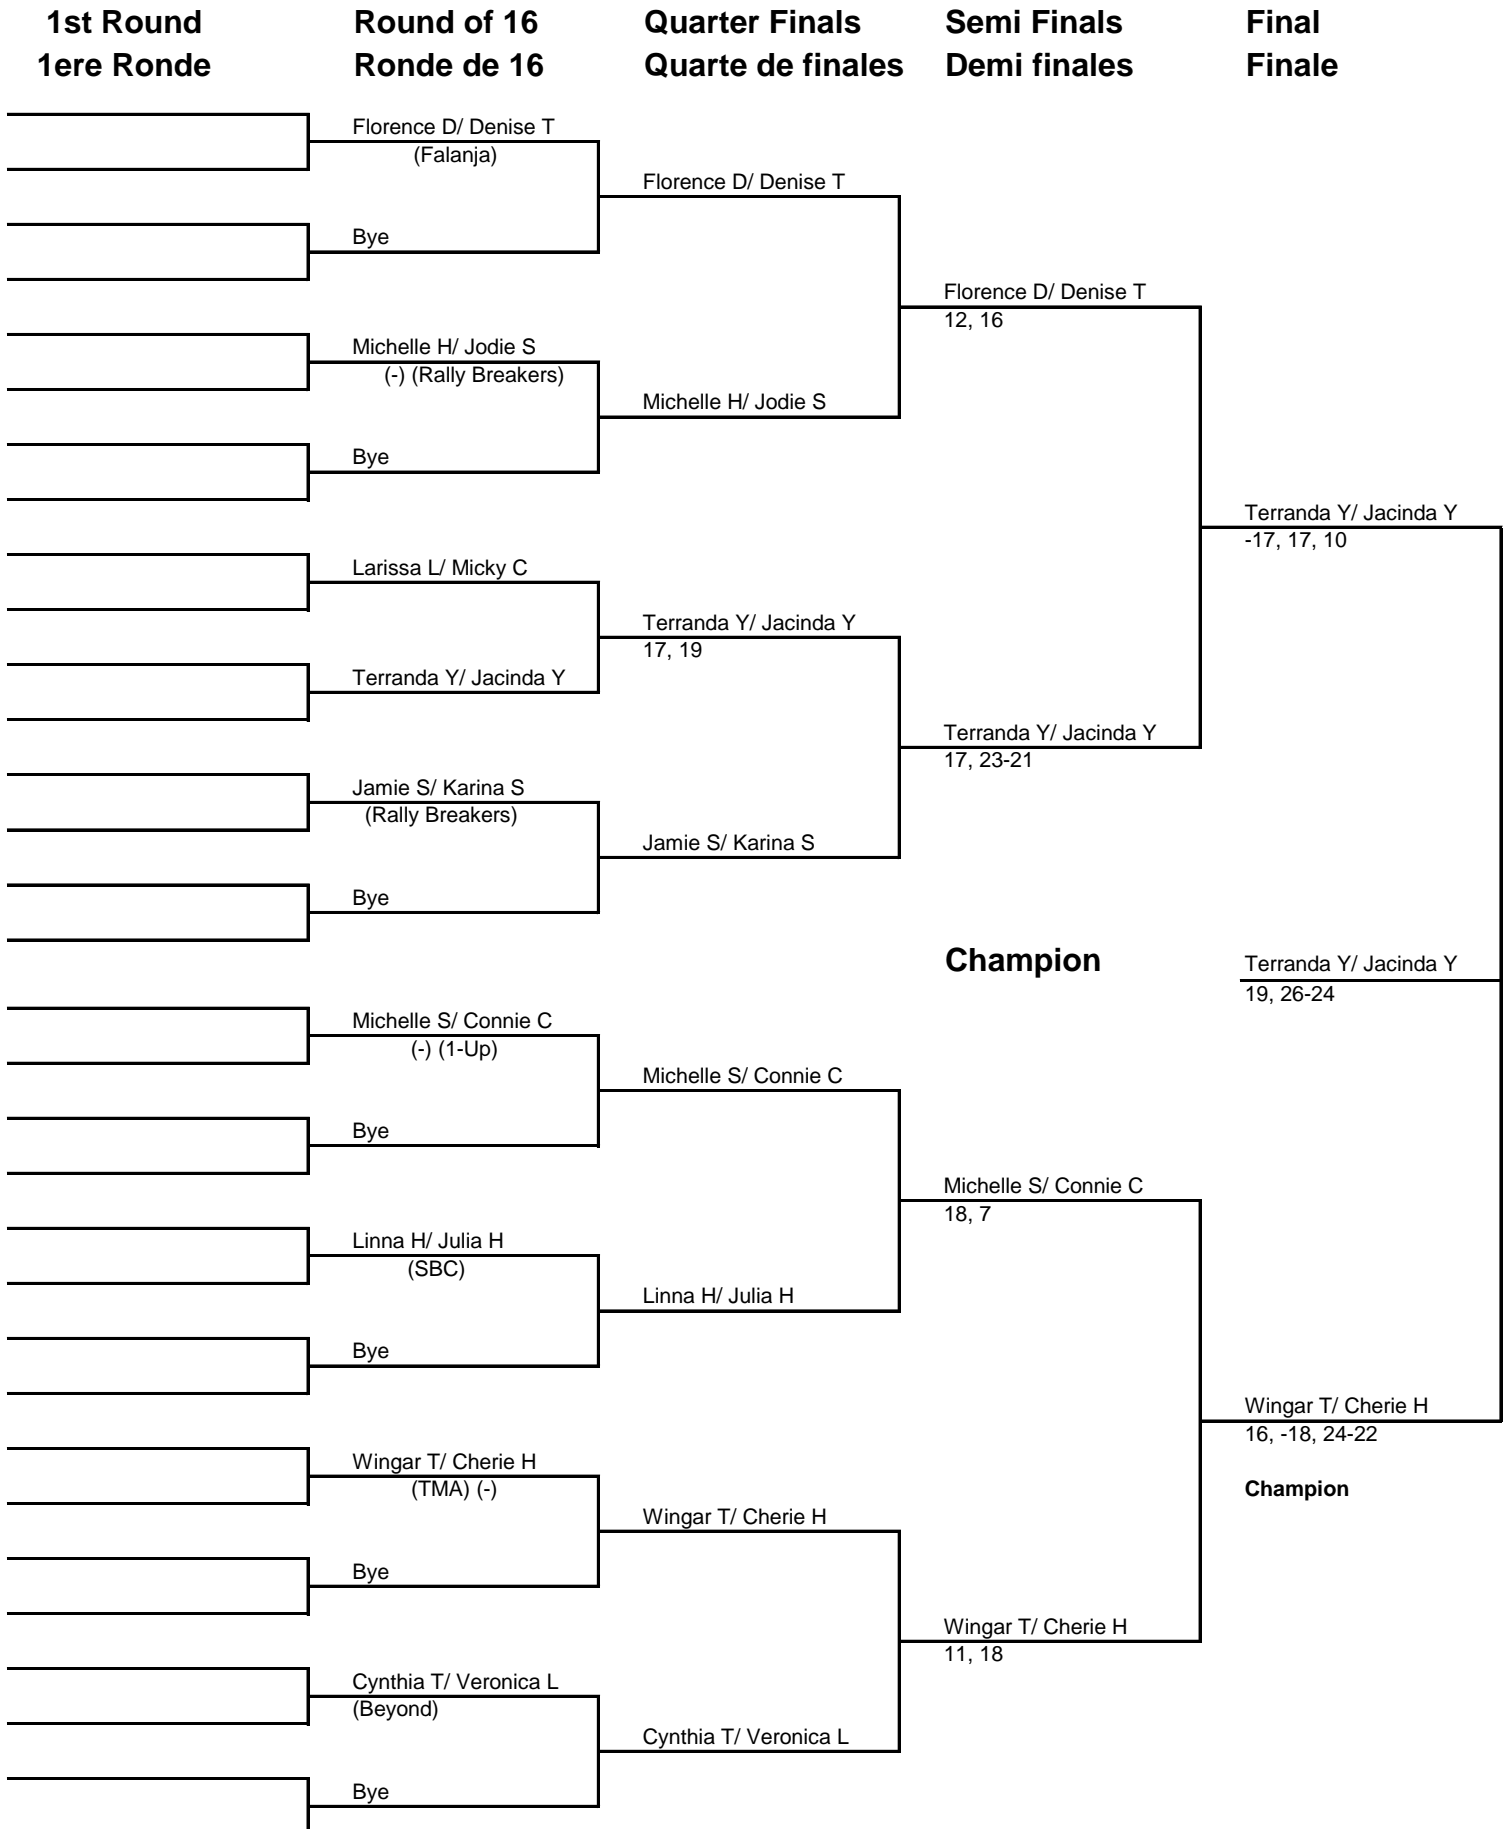 1st Round
1ere Ronde
Round of 16
Ronde de 16
Quarter Finals
Quarte de finales
Semi Finals
Demi finales
Final
Finale
Florence D/ Denise T
(Falanja)
Florence D/ Denise T
Bye
Florence D/ Denise T
12, 16
Michelle H/ Jodie S
(-) (Rally Breakers)
Michelle H/ Jodie S
Bye
Terranda Y/ Jacinda Y
-17, 17, 10
Larissa L/ Micky C
Terranda Y/ Jacinda Y
17, 19
Terranda Y/ Jacinda Y
Terranda Y/ Jacinda Y
17, 23-21
Jamie S/ Karina S
(Rally Breakers)
Jamie S/ Karina S
Bye
Champion
Terranda Y/ Jacinda Y
19, 26-24
Michelle S/ Connie C
(-) (1-Up)
Michelle S/ Connie C
Bye
Michelle S/ Connie C
18, 7
Linna H/ Julia H
(SBC)
Linna H/ Julia H
Bye
Wingar T/ Cherie H
16, -18, 24-22
Champion
Wingar T/ Cherie H
(TMA) (-)
Wingar T/ Cherie H
Bye
Wingar T/ Cherie H
11, 18
Cynthia T/ Veronica L
(Beyond)
Cynthia T/ Veronica L
Bye